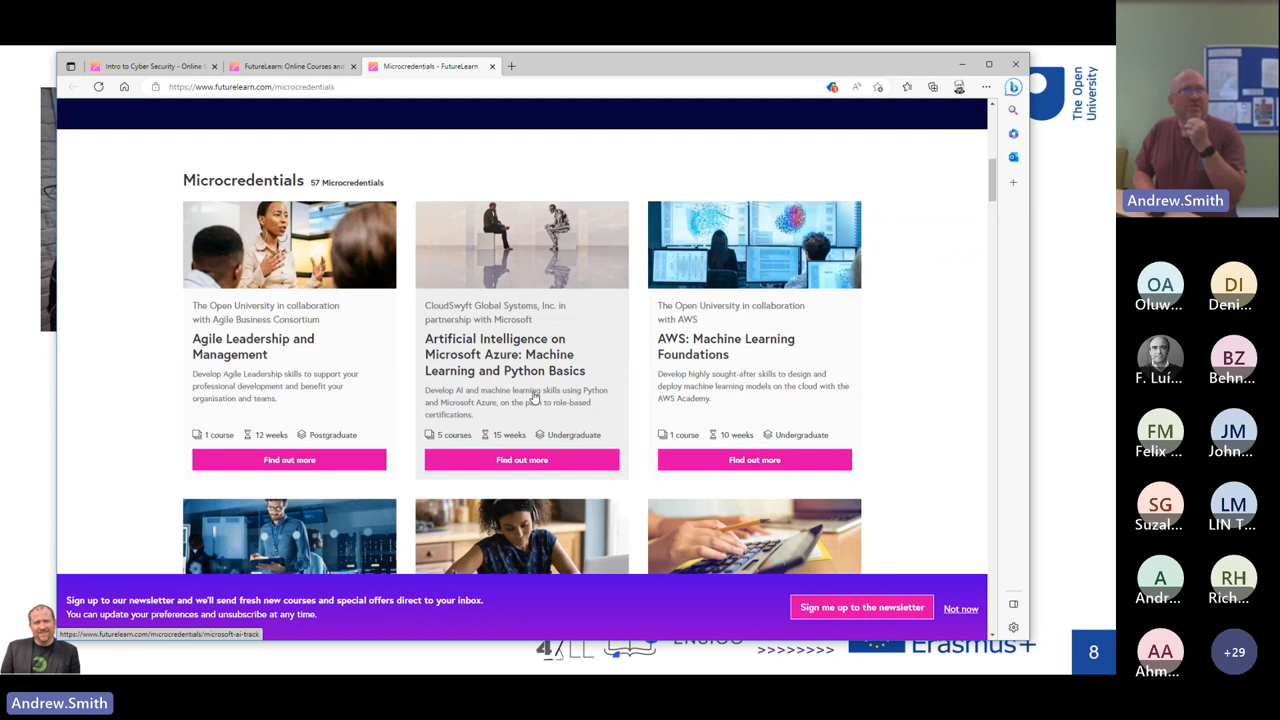 Intro to Cyber Security - Online
FutureLearn: Online Courses and
Microcredentials - FutureLearn
https://www.futurelearn.com/microcredentials
The Open
University
Microcredentials 57 Microcredentials
The Open University in collaboration
with Agile Business Consortium
Agile Leadership and
Management
Develop Agile Leadership skills to support your
professional development and benefit your
organisation and teams.
1 course 12 weeks Postgraduate
Find out more
CloudSwyft Global Systems, Inc. in
partnership with Microsoft
Artificial Intelligence on
Microsoft Azure: Machine
Learning and Python Basics
Develop AI and machine learning skills using Python
and Microsoft Azure, on the path to role-based
certifications.
5 courses 15 weeks Undergraduate
Find out more
The Open University in collaboration
with AWS
AWS: Machine Learning
Foundations
Develop highly sought-after skills to design and
deploy machine learning models on the cloud with the
AWS Academy.
1 course 10 weeks Undergraduate
Find out more
Sign up to our newsletter and we'll send fresh new courses and special offers direct to your inbox.
You can update your preferences and unsubscribe at any time.
Sign me up to the newsletter
Not now
https://www.futurelearn.com/microcredentials/microsoft-ai-track
>>>>>>>>
Erasmus+
8
Andrew.Smith
Andrew.Smith
OA
Oluw...
DI
Deni...
F. Luí...
BZ
Behn...
FM
Felix ...
JM
John...
SG
Suzal...
LM
LIN T...
A
Andr...
RH
Rich...
AA
Ahm...
+29